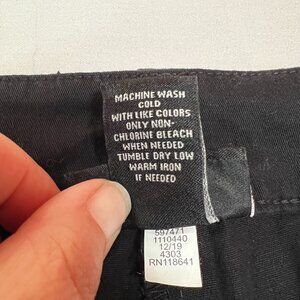 MACHINE WASH
COLD
WITH LIKE COLORS
ONLY NON-
CHLORINE BLEACH
WHEN NEEDED
TUMBLE DRY LOW
WARM IRON
IF NEEDED
597471
1110440
12/19
4303
RN118641